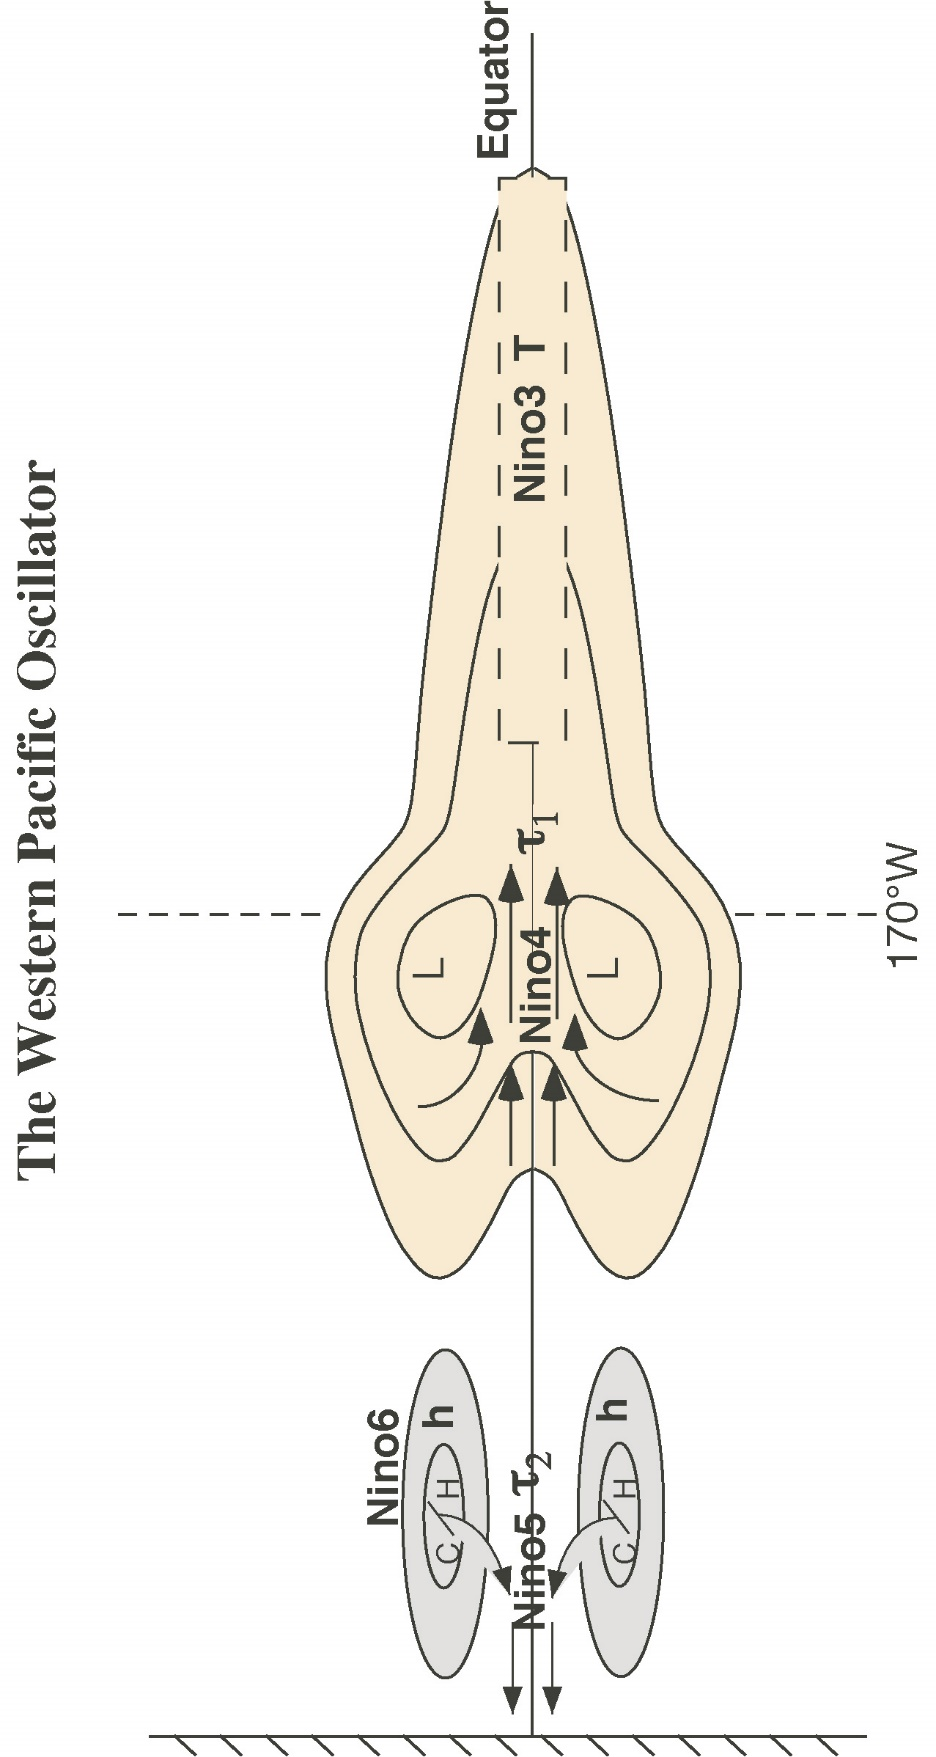 The Western Pacific Oscillator
Nino6
h
C/H
Nino5 τ2
C/H
h
L
Nino4 τ1
L
Nino3 T
Equator
170°W